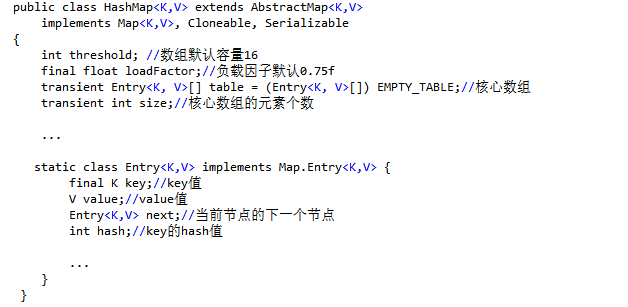 public class HashMap<K,V> extends AbstractMap<K,V>
    implements Map<K,V>, Cloneable, Serializable
{
    int threshold; //数组默认容量16
    final float loadFactor;//负载因子默认0.75f
    transient Entry<K, V>[] table = (Entry<K, V>[]) EMPTY_TABLE;//核心数组
    transient int size;//核心数组的元素个数
    ...
   static class Entry<K,V> implements Map.Entry<K,V> {
        final K key;//key值
        V value;//value值
        Entry<K,V> next;//当前节点的下一个节点
        int hash;//key的hash值
        ...
    }
 }